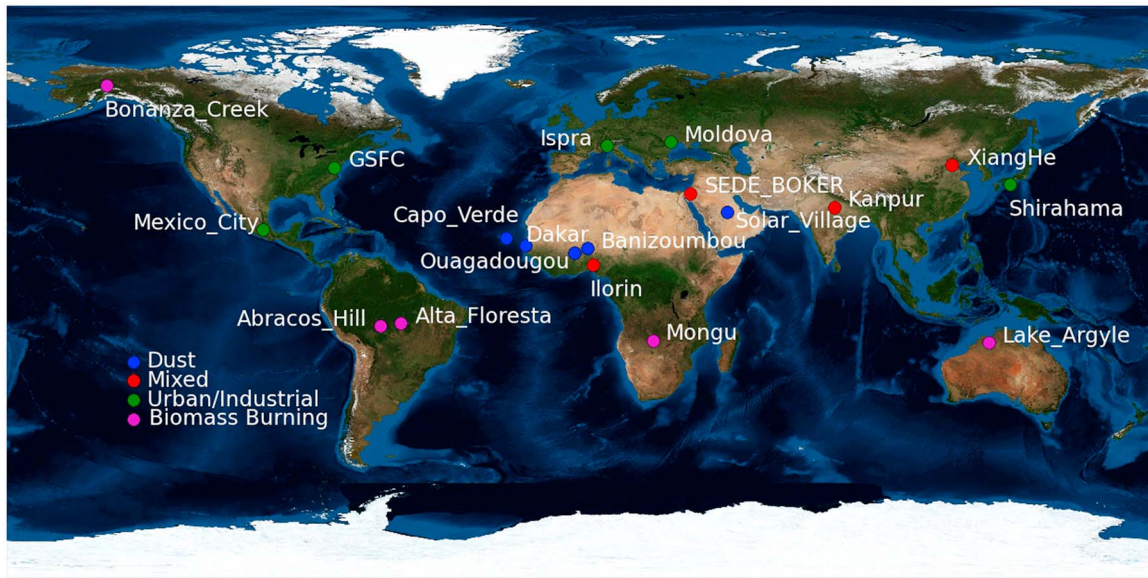 Bonanza_Creek
Ispra
Moldova
GSFC
XiangHe
SEDE_BOKER
Kanpur
Mexico_City
Capo_Verde
Solar_Village
Shirahama
Dakar
Banizoumbou
Ouagadougou
Ilorin
Abracos_Hill
Alta_Floresta
Mongu
Lake_Argyle
Dust
Mixed
Urban/Industrial
Biomass Burning